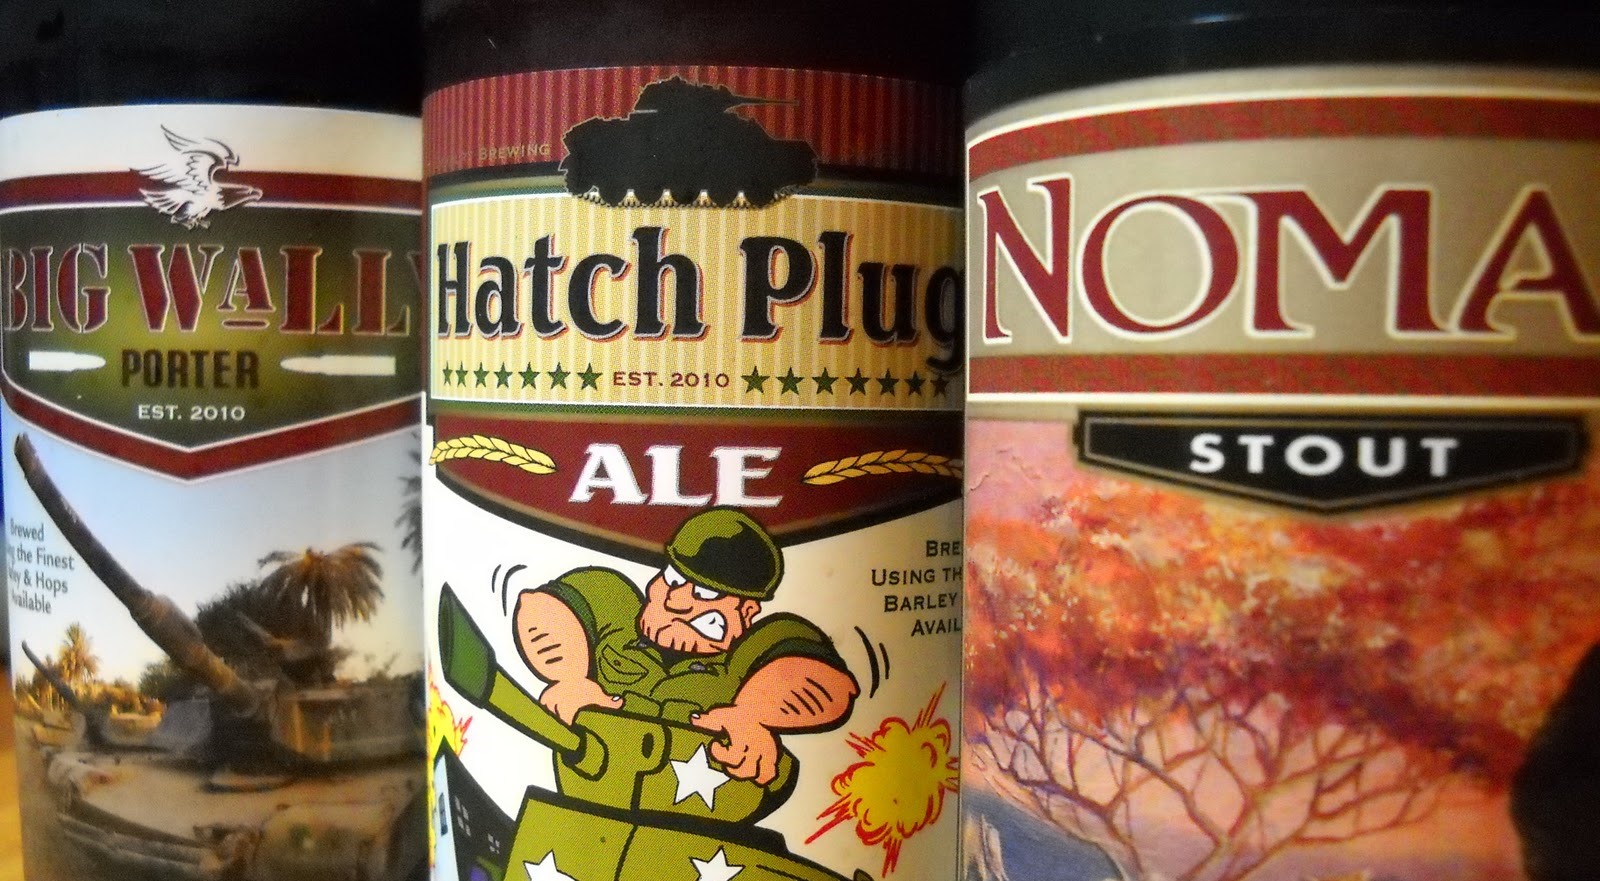 BIG WALLY
PORTER
EST. 2010
Brewed
the Finest
& Hops
Available
BREWING
Hatch Plug
EST. 2010
ALE
BRE
USING TH
BARLEY
AVAIL
NOMA
STOUT